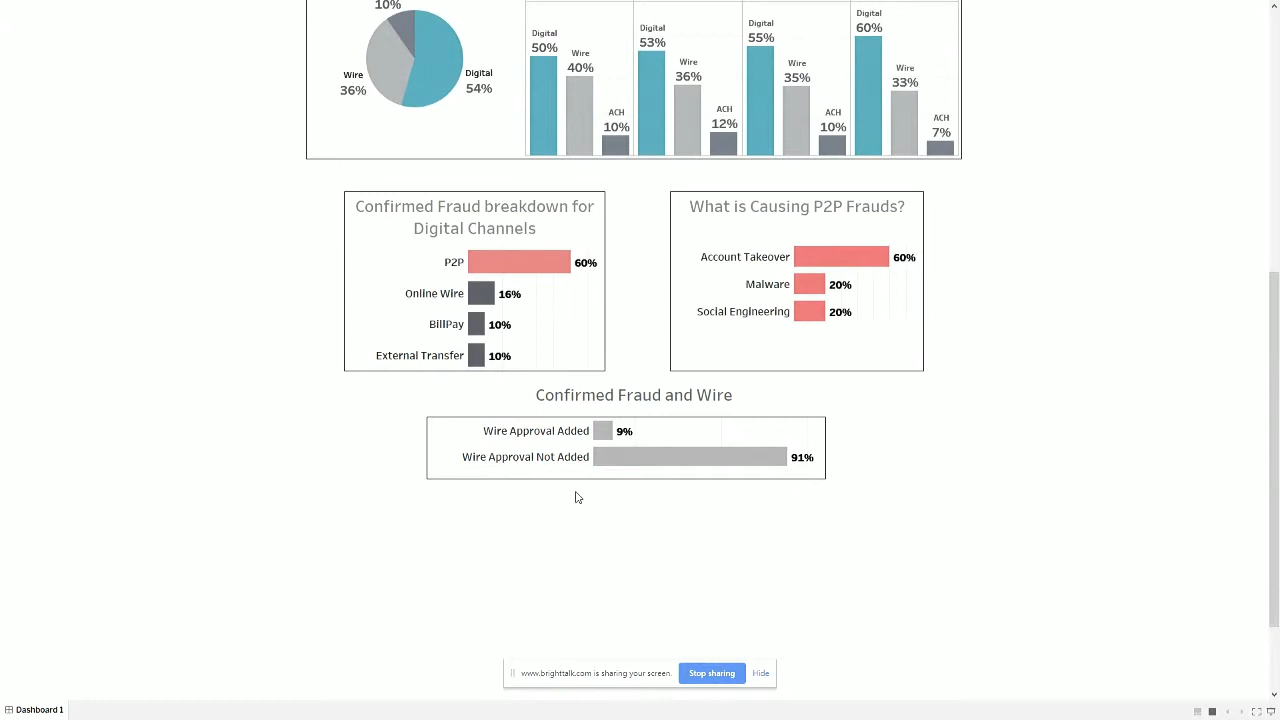 10%
Wire
36%
Digital
54%
Digital
50%
Wire
40%
ACH
10%
Digital
53%
Wire
36%
ACH
12%
Digital
55%
Wire
35%
ACH
10%
Digital
60%
Wire
33%
ACH
7%
Confirmed Fraud breakdown for
Digital Channels
P2P 60%
Online Wire 16%
BillPay 10%
External Transfer 10%
What is Causing P2P Frauds?
Account Takeover 60%
Malware 20%
Social Engineering 20%
Confirmed Fraud and Wire
Wire Approval Added 9%
Wire Approval Not Added 91%
www.brighttalk.com is sharing your screen. Stop sharing Hide
Dashboard 1